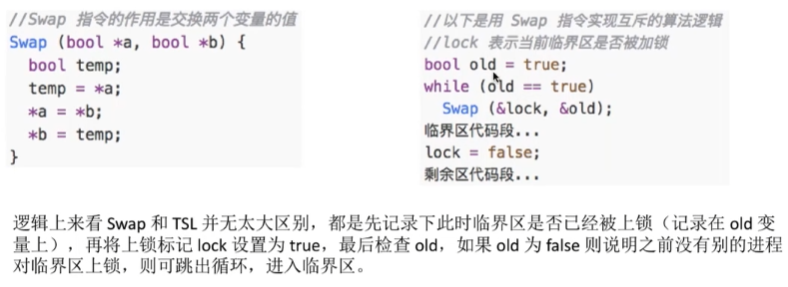 //Swap 指令的作用是交换两个变量的值
Swap (bool *a, bool *b) {
  bool temp;
  temp = *a;
  *a = *b;
  *b = temp;
}
//以下是用 Swap 指令实现互斥的算法逻辑
//lock 表示当前临界区是否被加锁
bool old = true;
while (old == true)
  Swap (&lock, &old);
临界区代码段...
lock = false;
剩余区代码段...
逻辑上来看 Swap 和 TSL 并无太大区别，都是先记录下此时临界区是否已经被上锁（记录在 old 变
量上），再将上锁标记 lock 设置为 true，最后检查 old，如果 old 为 false 则说明之前没有别的进程
对临界区上锁，则可跳出循环，进入临界区。